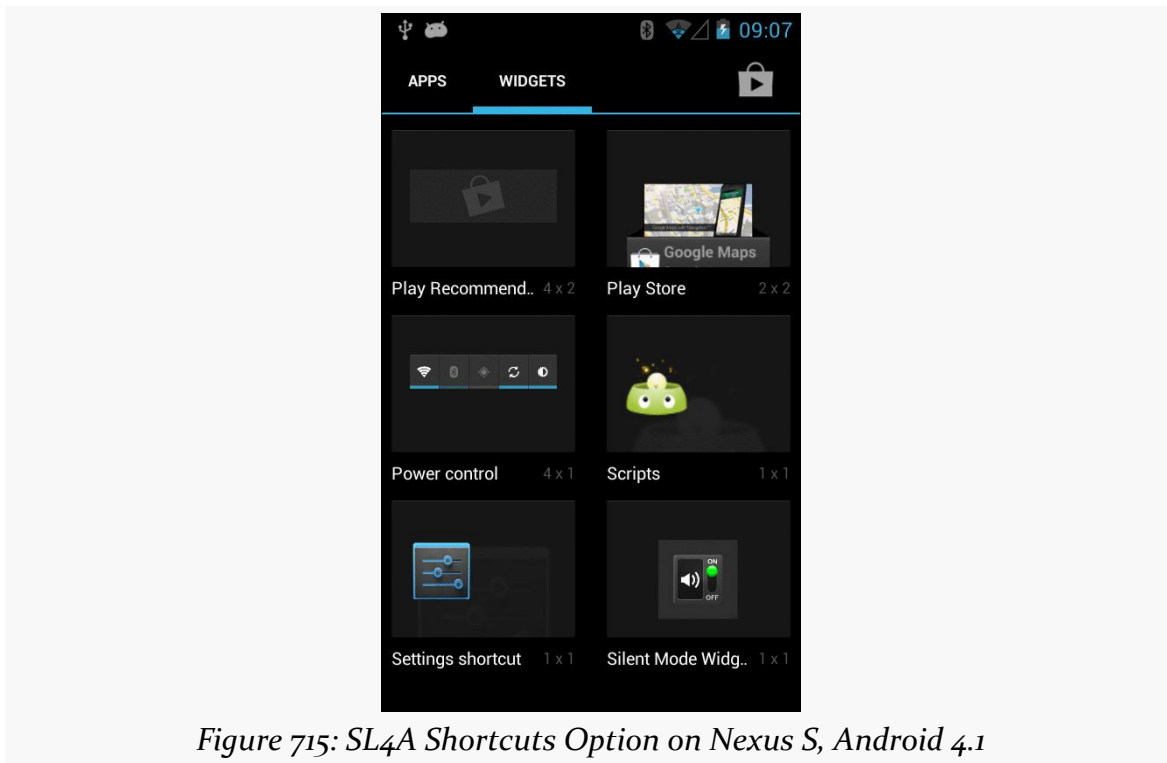 09:07
APPS WIDGETS
Google Maps
Play Recommend.. 4 x 2
Play Store 2 x 2
Power control 4 x 1
Scripts 1 x 1
ON
OFF
Settings shortcut 1 x 1
Silent Mode Widg.. 1 x 1
Figure 715: SL4A Shortcuts Option on Nexus S, Android 4.1